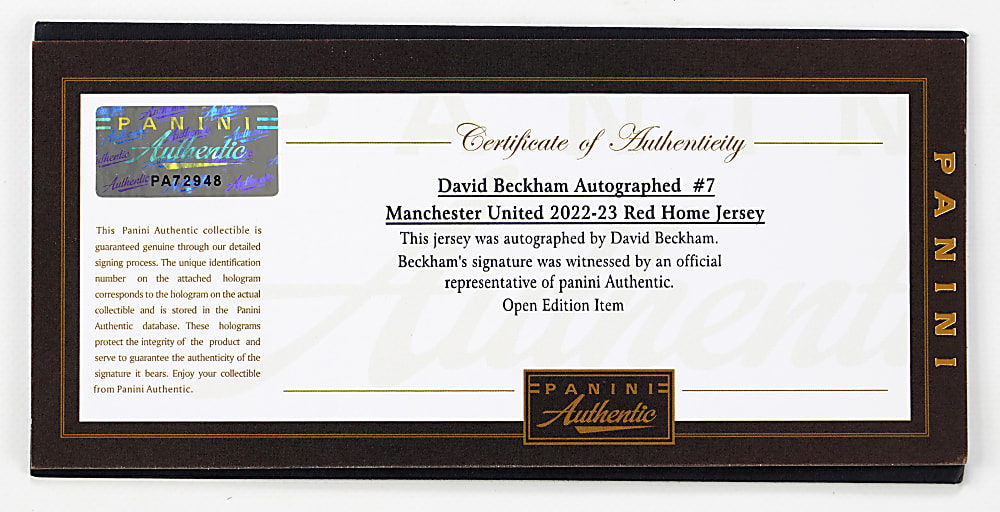 PANINI
Authentic
PA72948
This Panini Authentic collectible is
guaranteed genuine through our detailed
signing process. The unique identification
number on the attached hologram
corresponds to the hologram on the actual
collectible and is stored in the Panini
Authentic database. These holograms
protect the integrity of the product and
serve to guarantee the authenticity of the
signature it bears. Enjoy your collectible
from Panini Authentic.
Certificate of Authenticity
David Beckham Autographed #7
Manchester United 2022-23 Red Home Jersey
This jersey was autographed by David Beckham.
Beckham's signature was witnessed by an official
representative of panini Authentic.
Open Edition Item
PANINI
Authentic
PANINI